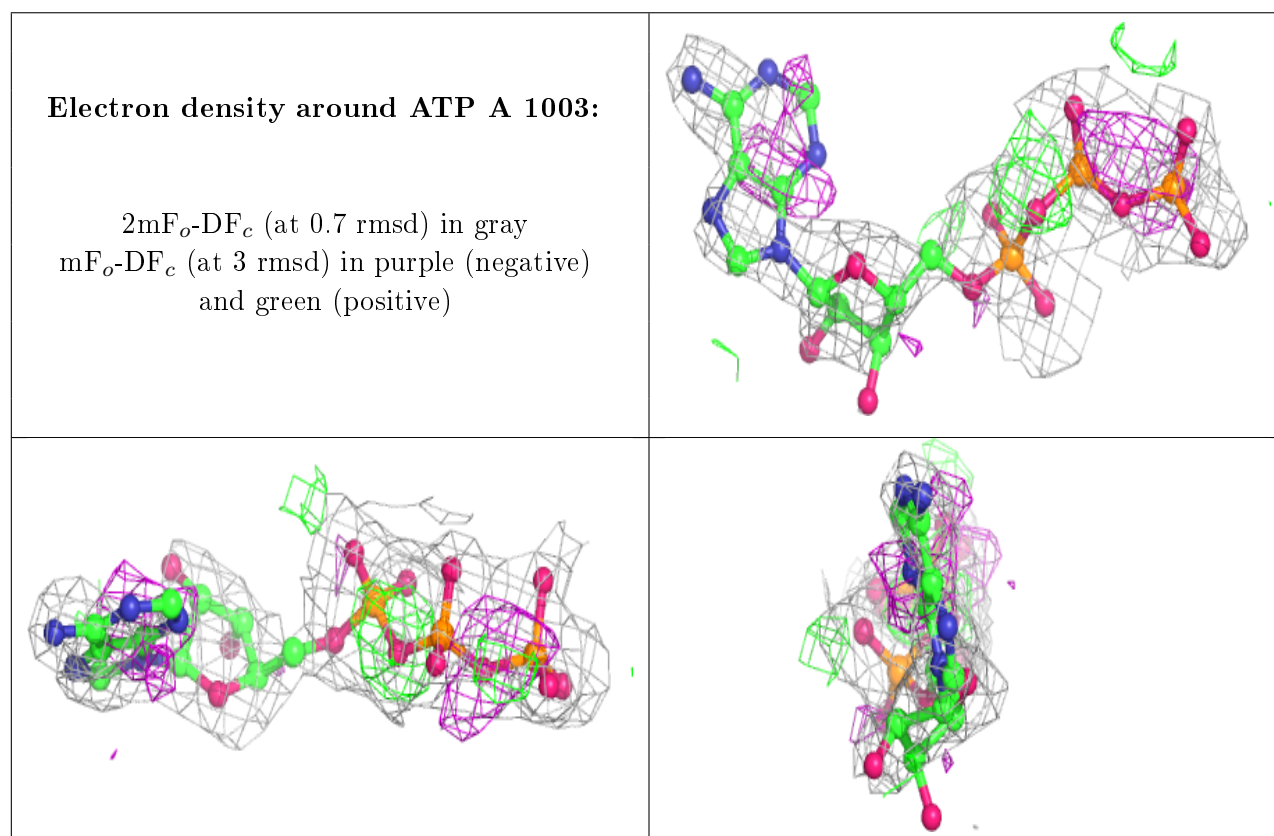 Electron density around ATP A 1003:
2mFo-DFc (at 0.7 rmsd) in gray
mFo-DFc (at 3 rmsd) in purple (negative)
and green (positive)